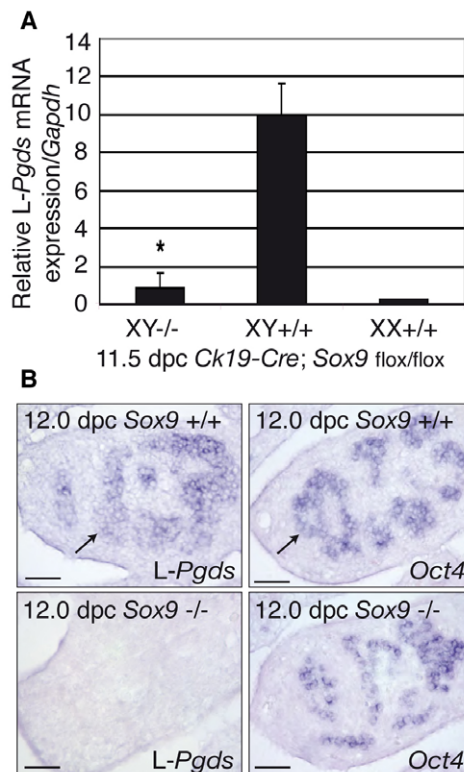 A
Relative L-Pgds mRNA
expression/Gapdh
14
12
10
8
6
4
2
0
*
XY-/- XY+/+ XX+/+
11.5 dpc Ck19-Cre; Sox9 flox/flox
B
12.0 dpc Sox9 +/+
L-Pgds
12.0 dpc Sox9 +/+
Oct4
12.0 dpc Sox9 -/-
L-Pgds
12.0 dpc Sox9 -/-
Oct4